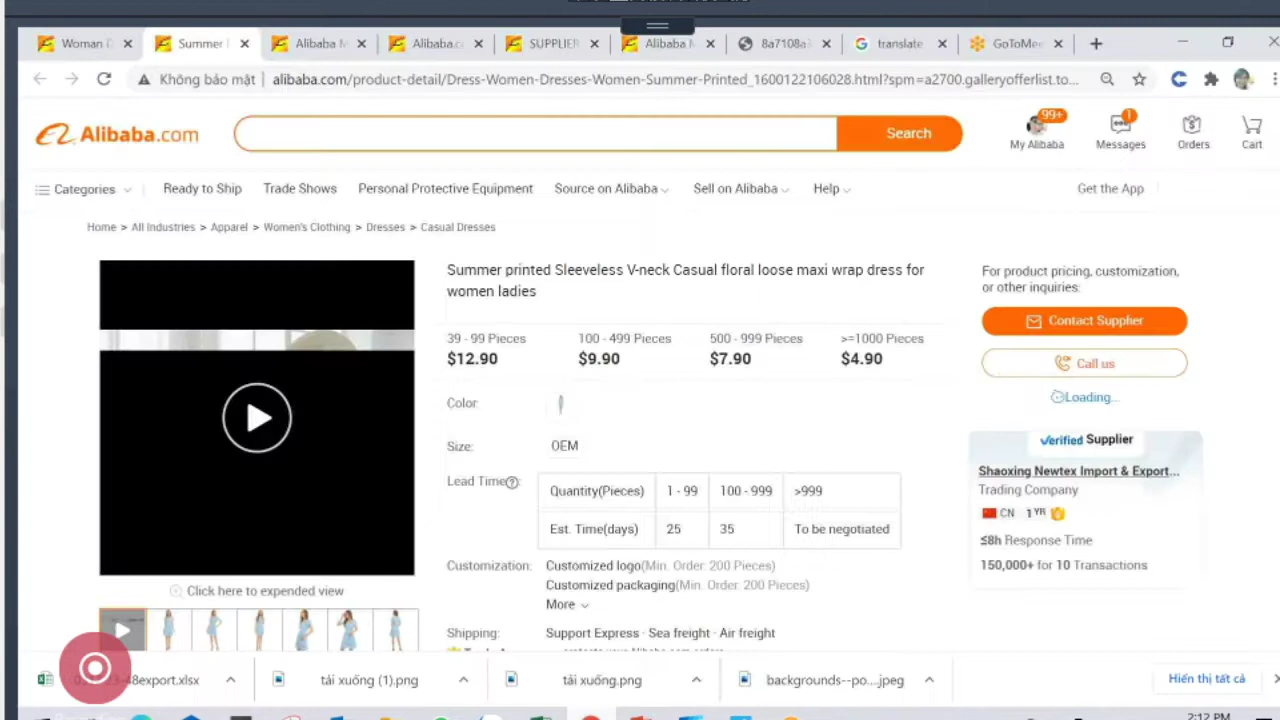 Woman D
Summer
Alibaba M
Alibaba.c
SUPPLIE
Alibaba M
8a7108a
translate
GoToMee
Không bảo mật
alibaba.com/product-detail/Dress-Women-Dresses-Women-Summer-Printed_1600122106028.html?spm=a2700.galleryofferlist.to...
Alibaba.com
Search
99+
My Alibaba
1
Messages
Orders
Cart
Categories
Ready to Ship
Trade Shows
Personal Protective Equipment
Source on Alibaba
Sell on Alibaba
Help
Get the App
Home > All Industries > Apparel > Women's Clothing > Dresses > Casual Dresses
Summer printed Sleeveless V-neck Casual floral loose maxi wrap dress for
women ladies
39 - 99 Pieces
100 - 499 Pieces
500 - 999 Pieces
>=1000 Pieces
$12.90
$9.90
$7.90
$4.90
Color:
Size:
OEM
Lead Time?:
Quantity(Pieces)
1 - 99
100 - 999
>999
Est. Time(days)
25
35
To be negotiated
Customization:
Customized logo(Min. Order: 200 Pieces)
Customized packaging(Min. Order: 200 Pieces)
More
Shipping:
Support Express · Sea freight · Air freight
For product pricing, customization,
or other inquiries:
Contact Supplier
Call us
Loading...
Verified Supplier
Shaoxing Newtex Import & Export...
Trading Company
CN 1 YR
≤8h Response Time
150,000+ for 10 Transactions
Click here to expended view
48export.xlsx
tải xuống (1).png
tải xuống.png
backgrounds--po....jpeg
Hiển thị tất cả
2:12 PM